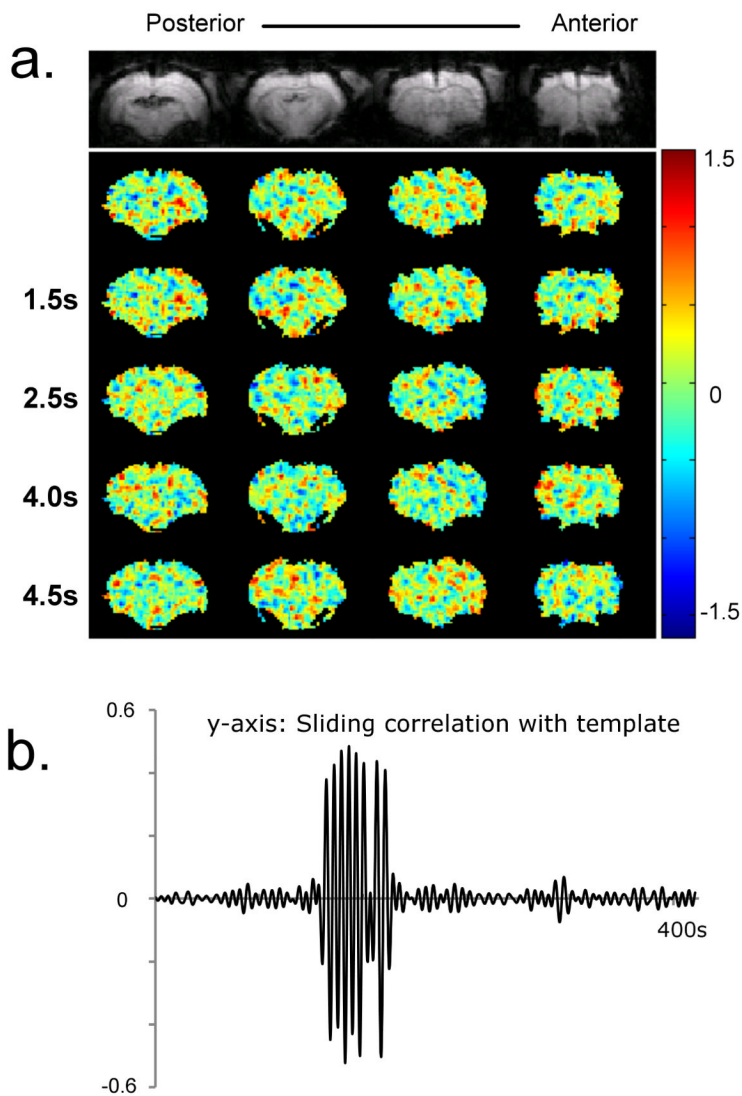 Posterior Anterior
a.
1.5
1.5s
2.5s
0
4.0s
4.5s
-1.5
0.6
y-axis: Sliding correlation with template
b.
0
400s
-0.6